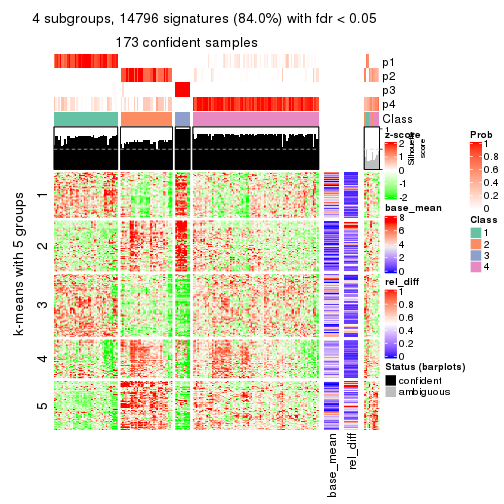 4 subgroups, 14796 signatures (84.0%) with fdr < 0.05
173 confident samples
p1
p2
p3
p4
Class
Silhouette
score
k-means with 5 groups
1
2
3
4
5
base_mean
rel_diff
z-score
2
1
0
-1
-2
base_mean
8
6
4
2
0
rel_diff
1
0.8
0.6
0.4
0.2
0
Status (barplots)
confident
ambiguous
Prob
1
0.8
0.6
0.4
0.2
0
Class
1
2
3
4